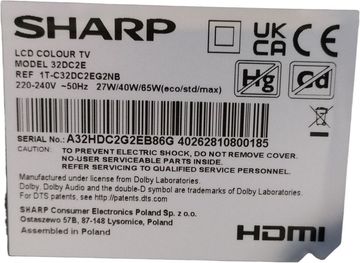 SHARP
LCD COLOUR TV
MODEL 32DC2E
REF 1T-C32DC2EG2NB
220-240V ~50Hz 27W/40W/65W(eco/std/max)
UK
CA
CE
Hg
Cd
SERIAL No.: A32HDC2G2EB86G 40262810800185
CAUTION:
TO PREVENT ELECTRIC SHOCK, DO NOT REMOVE COVER.
NO-USER SERVICEABLE PARTS INSIDE.
REFER SERVICING TO QUALIFIED SERVICE PERSONNEL.
Manufactured under license from Dolby Laboratories.
Dolby, Dolby Audio and the double-D symbol are trademarks of Dolby Laboratories.
For DTS patents, see http://patents.dts.com
SHARP Consumer Electronics Poland Sp. z o.o.
Ostaszewo 57B, 87-148 Lysomice, Poland
Assembled in Poland
HDMI